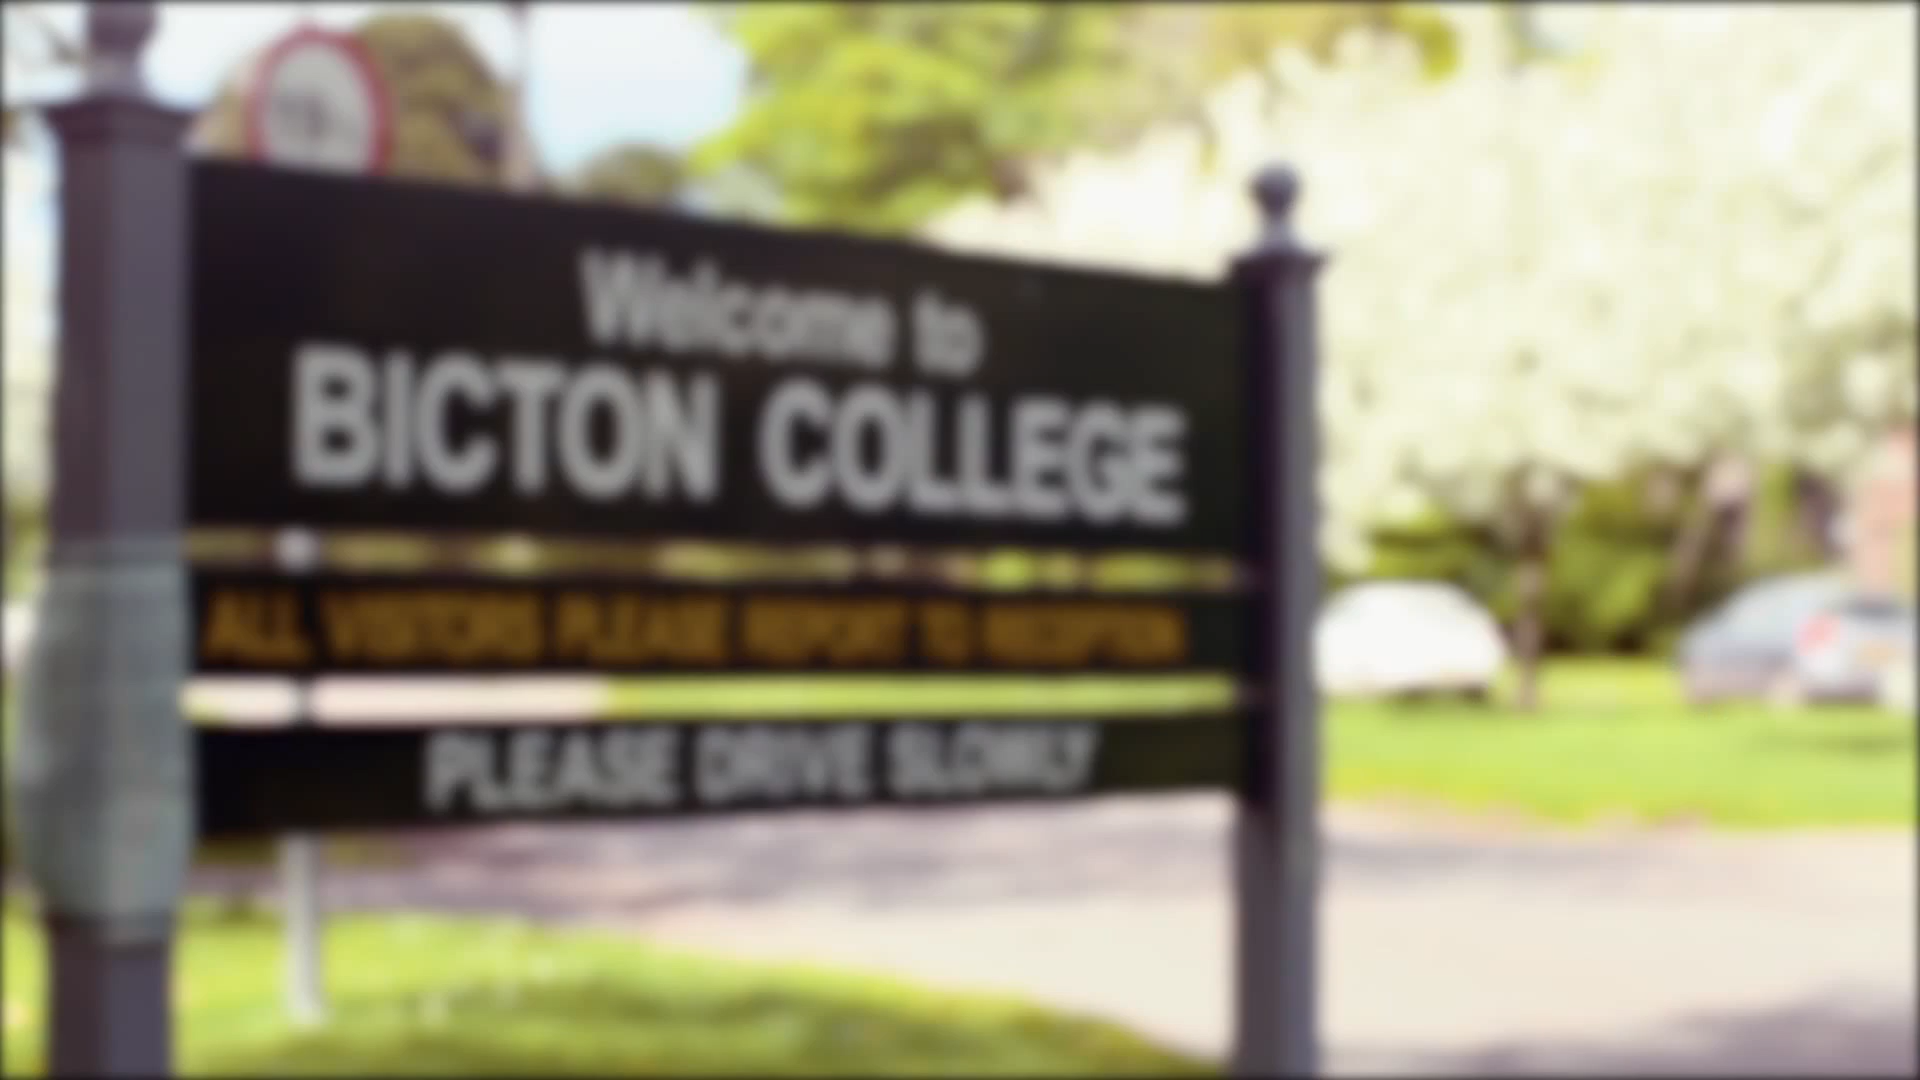 Welcome to
BICTON COLLEGE
ALL VISITORS PLEASE REPORT TO RECEPTION
PLEASE DRIVE SLOWLY